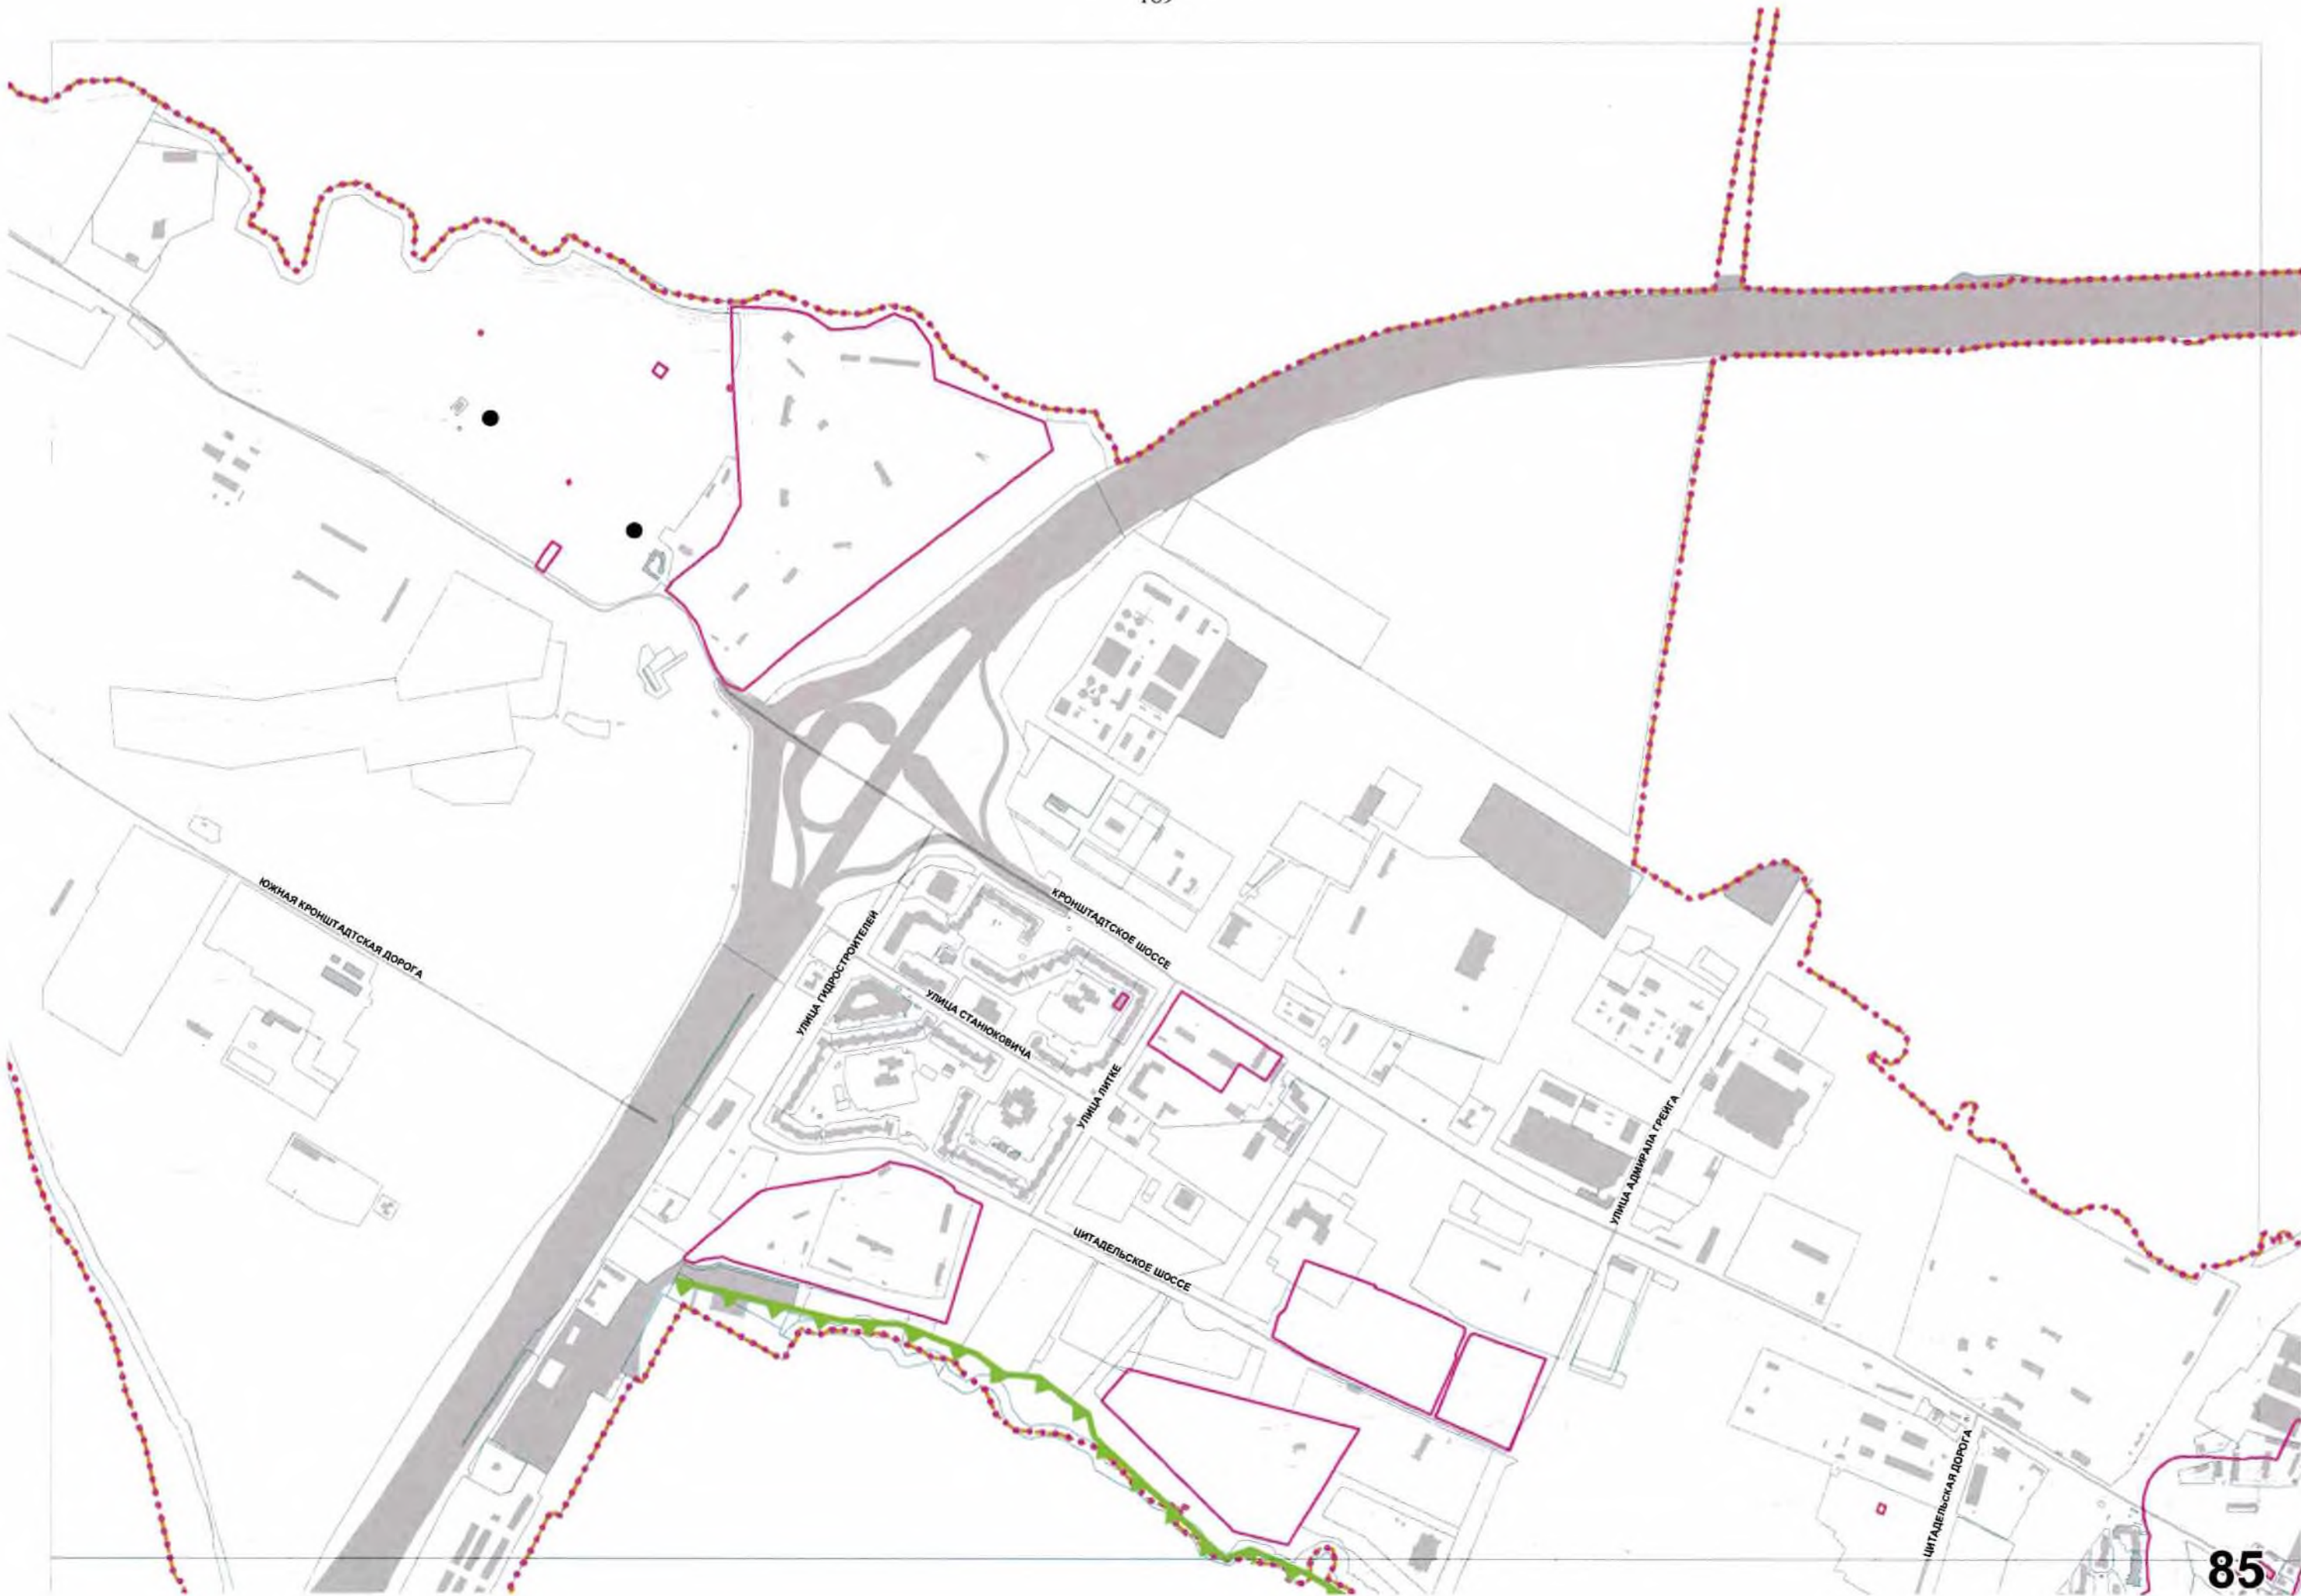 ЮЖНАЯ КРОНШТАДТСКАЯ ДОРОГА
УЛИЦА ГИДРОСТРОИТЕЛЕЙ
КРОНШТАДТСКОЕ ШОССЕ
УЛИЦА СТАНЮКОВИЧА
УЛИЦА ЛИТКЕ
УЛИЦА АДМИРАЛА ГРЕЙГА
ЦИТАДЕЛЬСКОЕ ШОССЕ
ЦИТАДЕЛЬСКАЯ ДОРОГА
85